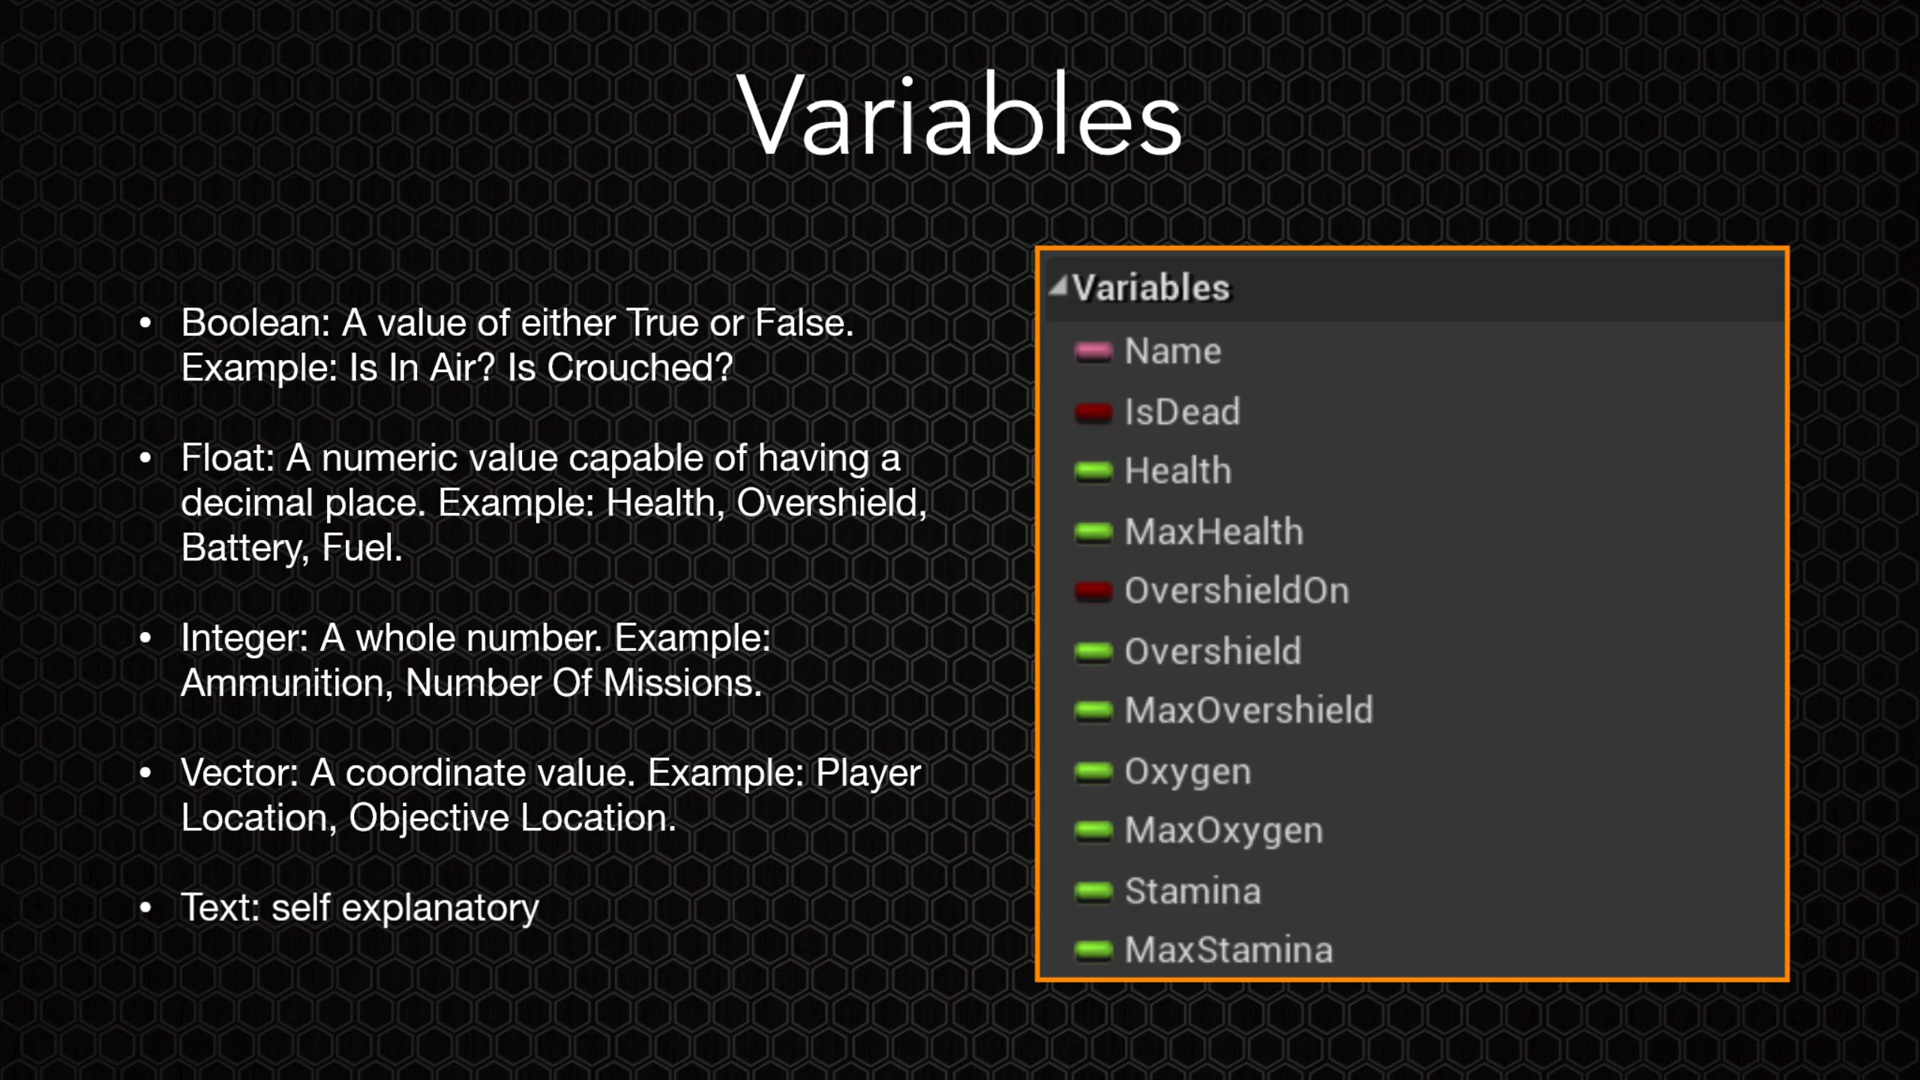 Variables
• Boolean: A value of either True or False.
Example: Is In Air? Is Crouched?
• Float: A numeric value capable of having a
decimal place. Example: Health, Overshield,
Battery, Fuel.
• Integer: A whole number. Example:
Ammunition, Number Of Missions.
• Vector: A coordinate value. Example: Player
Location, Objective Location.
• Text: self explanatory
Variables
Name
IsDead
Health
MaxHealth
OvershieldOn
Overshield
MaxOvershield
Oxygen
MaxOxygen
Stamina
MaxStamina